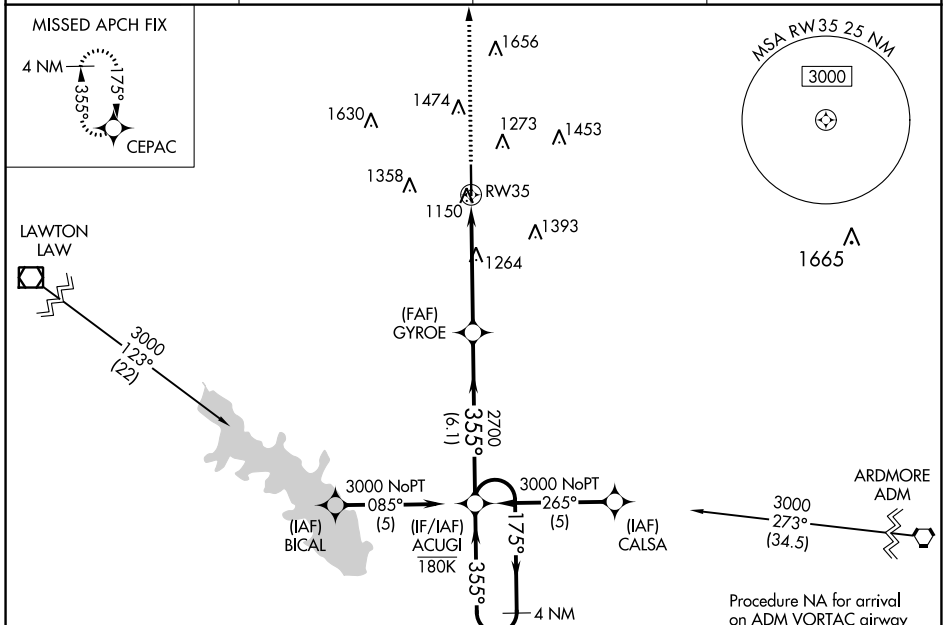 MISSED APCH FIX
4 NM
355°
175°
CEPAC
1656
1474
1630
1273
1453
1358
RW35
1150
1393
1264
MSA RW35 25 NM
3000
1665
LAWTON
LAW
3000
123°
(22)
(FAF)
GYROE
2700
355°
(6.1)
3000 NoPT
085°
(5)
(IAF)
BICAL
(IF/IAF)
ACUGI
180K
3000 NoPT
265°
(5)
(IAF)
CALSA
175°
355°
4 NM
ARDMORE
ADM
3000
273°
(34.5)
Procedure NA for arrival
on ADM VORTAC airway